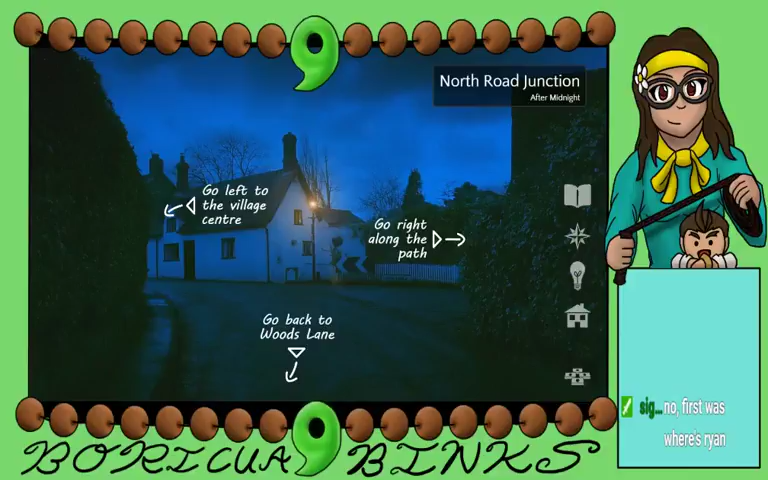 North Road Junction
After Midnight
Go left to
the village
centre
Go right
along the
path
Go back to
Woods Lane
sig...no, first was
where's ryan
BORICUA BINKS